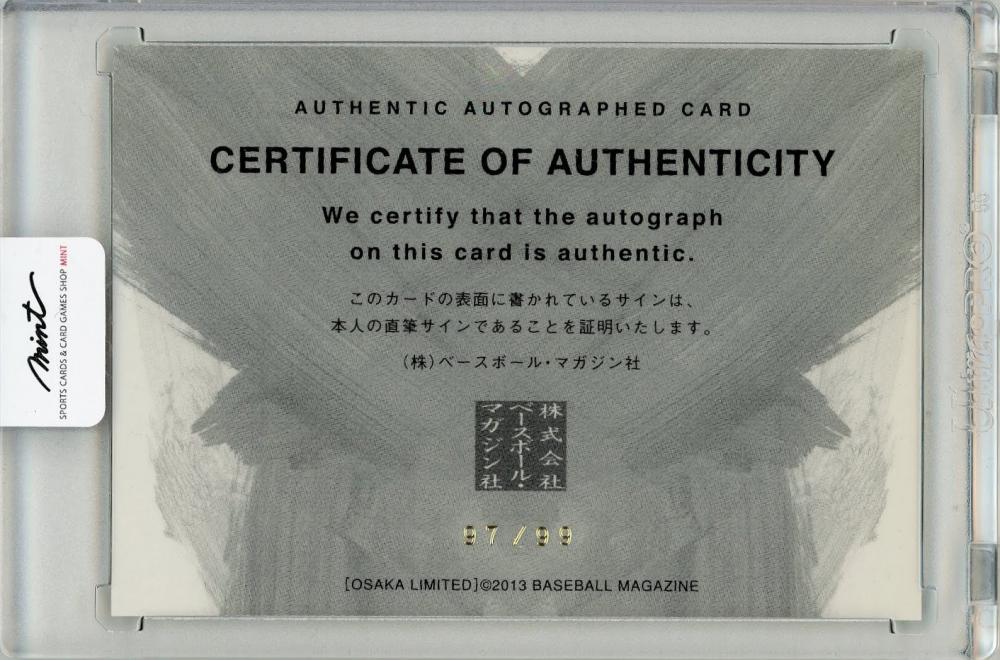 AUTHENTIC AUTOGRAPHED CARD
CERTIFICATE OF AUTHENTICITY
We certify that the autograph
on this card is authentic.
このカードの表面に書かれているサインは、
本人の直筆サインであることを証明いたします。
(株)ベースボール・マガジン社
株式会社
ベースボール・
マガジン社
97/99
[OSAKA LIMITED]©2013 BASEBALL MAGAZINE
mint
SPORTS CARDS & CARD GAMES SHOP MINT